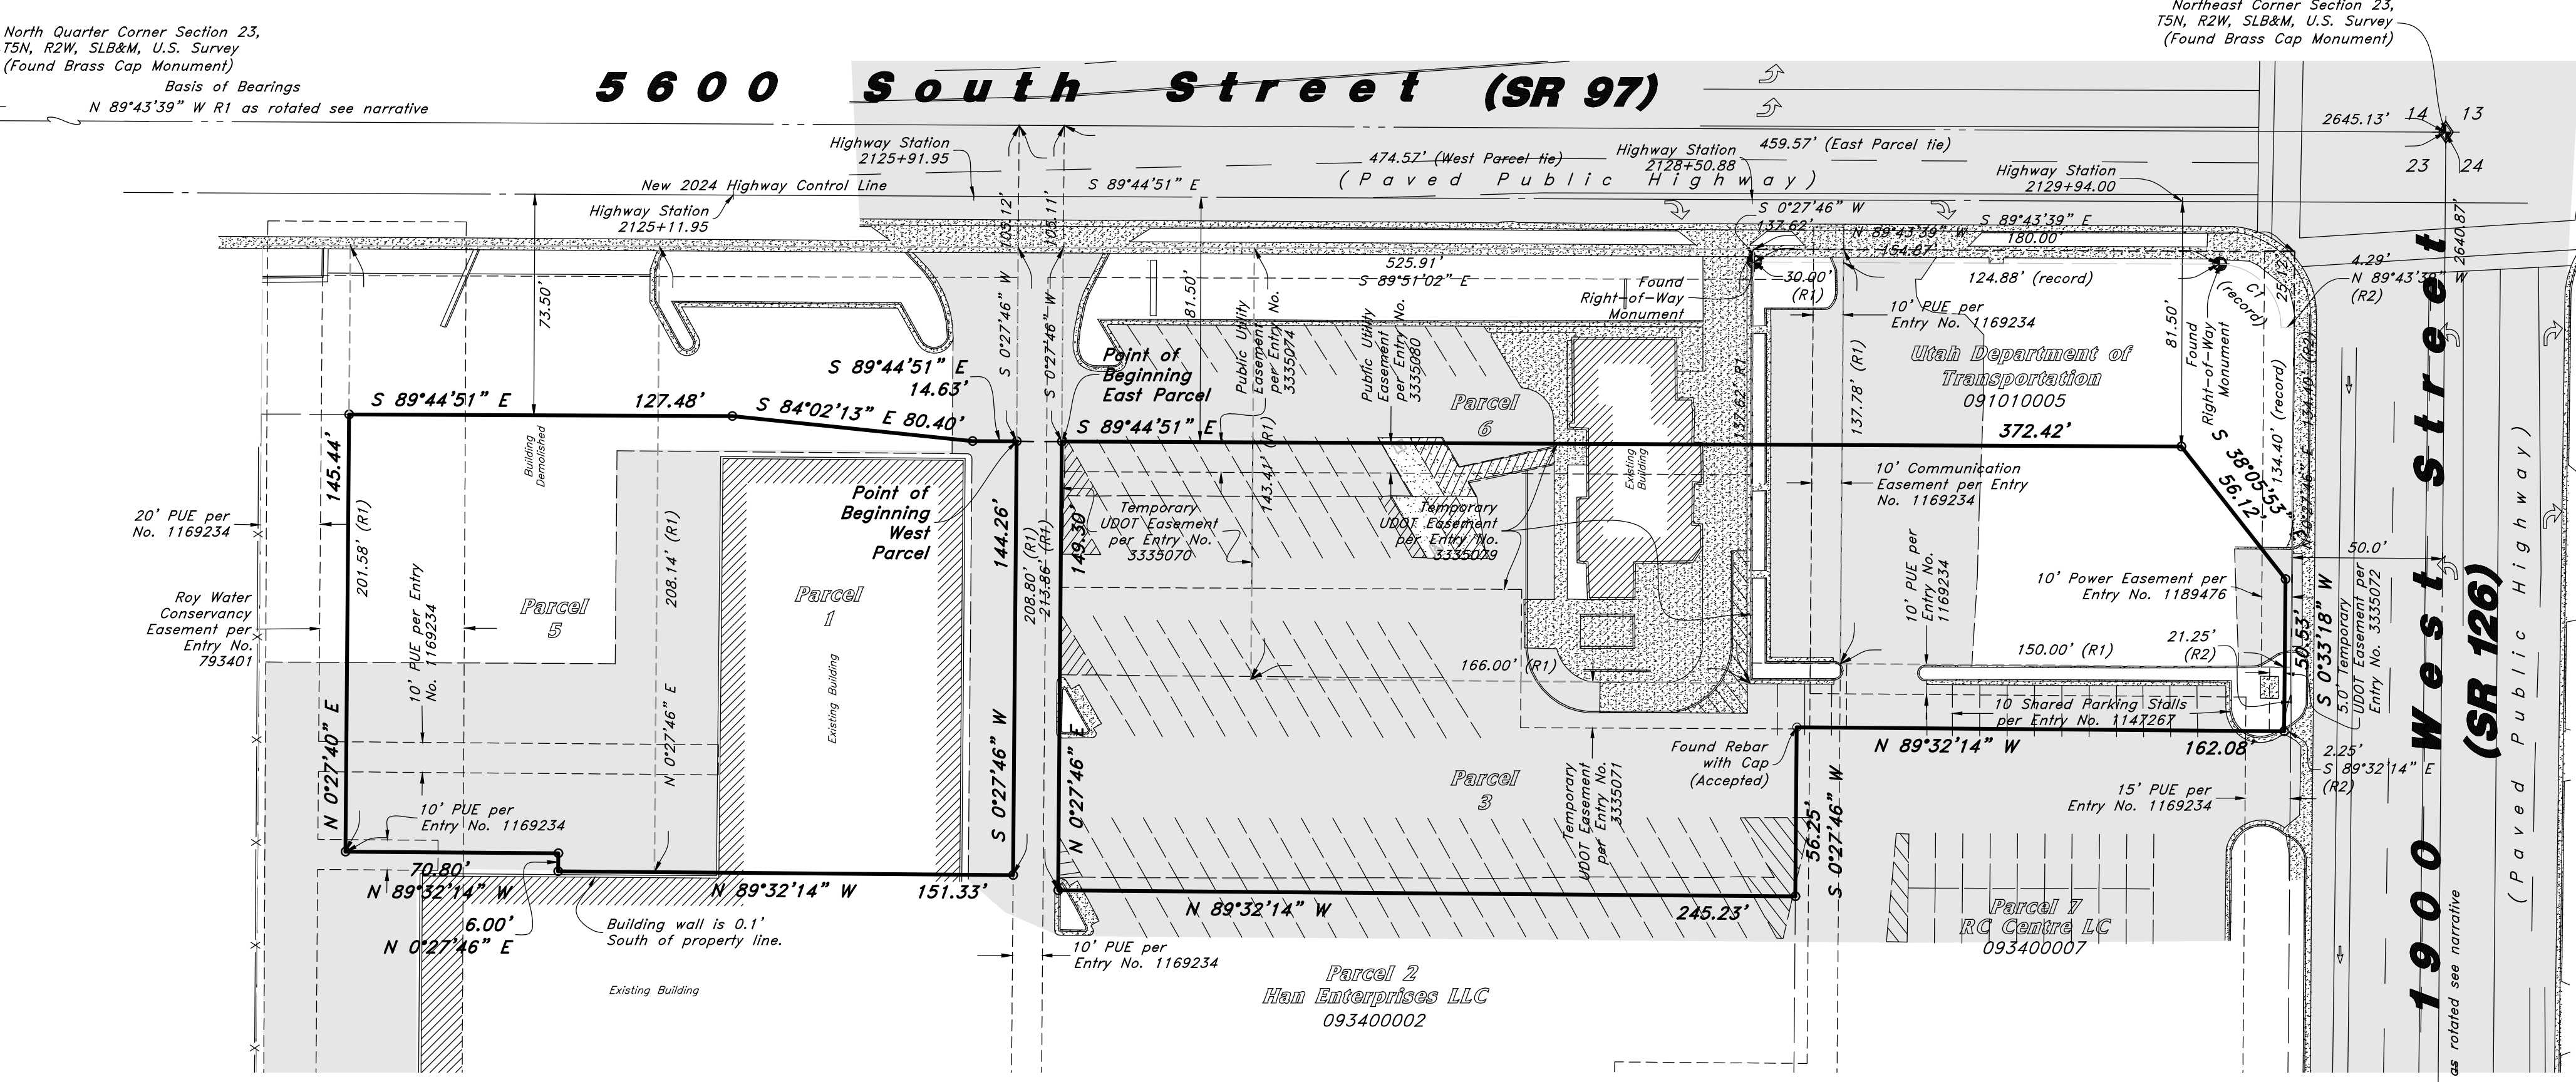 North Quarter Corner Section 23,
T5N, R2W, SLB&M, U.S. Survey
(Found Brass Cap Monument)
Basis of Bearings
N 89°43'39" W R1 as rotated see narrative
5600 South Street (SR 97)
Northeast Corner Section 23,
T5N, R2W, SLB&M, U.S. Survey
(Found Brass Cap Monument)
2645.13'
14
13
23
24
2640.87'
Highway Station
2125+91.95
474.57' (West Parcel tie)
Highway Station
2128+50.88
459.57' (East Parcel tie)
(Paved Public Highway)
Highway Station
2129+94.00
New 2024 Highway Control Line
S 89°44'51" E
Highway Station
2125+11.95
73.50'
105.12'
105.11'
S 0°27'46" W
S 0°27'46" W
81.50'
S 0°27'46" W
137.62'
N 89°43'39" W
154.87'
S 89°43'39" E
180.00'
525.91'
S 89°51'02" E
30.00'
(R1)
124.88' (record)
C1
(record)
25.12'
4.29'
N 89°43'39" W
(R2)
Found
Right-of-Way
Monument
10' PUE per
Entry No. 1169234
Public Utility
Easement
per Entry No.
3335074
Public Utility
Easement
per Entry No.
3335080
Utah Department of
Transportation
091010005
81.50'
Found
Right-of-Way
Monument
134.40' (record)
N 0°27'46" E 134.40' (R2)
137.62' R1
137.78' (R1)
S 89°44'51" E
14.63'
Point of
Beginning
East Parcel
S 89°44'51" E
127.48'
S 84°02'13" E 80.40'
S 89°44'51" E
372.42'
S 38°05'53" E
56.12'
Parcel
6
Building
Demolished
Existing
Building
145.44'
201.58' (R1)
20' PUE per
No. 1169234
Point of
Beginning
West
Parcel
144.26'
208.80' (R1)
213.86' (R1)
149.30'
143.41' (R1)
Temporary
UDOT Easement
per Entry No.
3335070
Temporary
UDOT Easement
per Entry No.
3335079
10' Communication
Easement per Entry
No. 1169234
10' PUE per
Entry No.
1169234
50.0'
10' Power Easement per
Entry No. 1189476
Roy Water
Conservancy
Easement per
Entry No.
793401
10' PUE per Entry
No. 1169234
Parcel
5
208.14' (R1)
N 0°27'46" E
Parcel
1
Existing Building
166.00' (R1)
150.00' (R1)
21.25'
(R2)
50.53'
S 0°33'18" W
5.0' Temporary
UDOT Easement per
Entry No. 3335072
10 Shared Parking Stalls
per Entry No. 1147267
N 89°32'14" W
162.08'
2.25'
S 89°32'14" E
(R2)
Found Rebar
with Cap
(Accepted)
15' PUE per
Entry No. 1169234
N 0°27'40" E
10' PUE per
Entry No. 1169234
S 0°27'46" W
N 0°27'46" E
Parcel
3
Temporary
UDOT Easement
per Entry No.
3335071
56.25'
S 0°27'46" W
70.80'
N 89°32'14" W
N 89°32'14" W
151.33'
N 89°32'14" W
245.23'
6.00'
N 0°27'46" E
Building wall is 0.1'
South of property line.
Existing Building
10' PUE per
Entry No. 1169234
Parcel 2
Han Enterprises LLC
093400002
Parcel 7
RC Centre LC
093400007
1900 West Street
(SR 126)
(Paved Public Highway)
as rotated see narrative